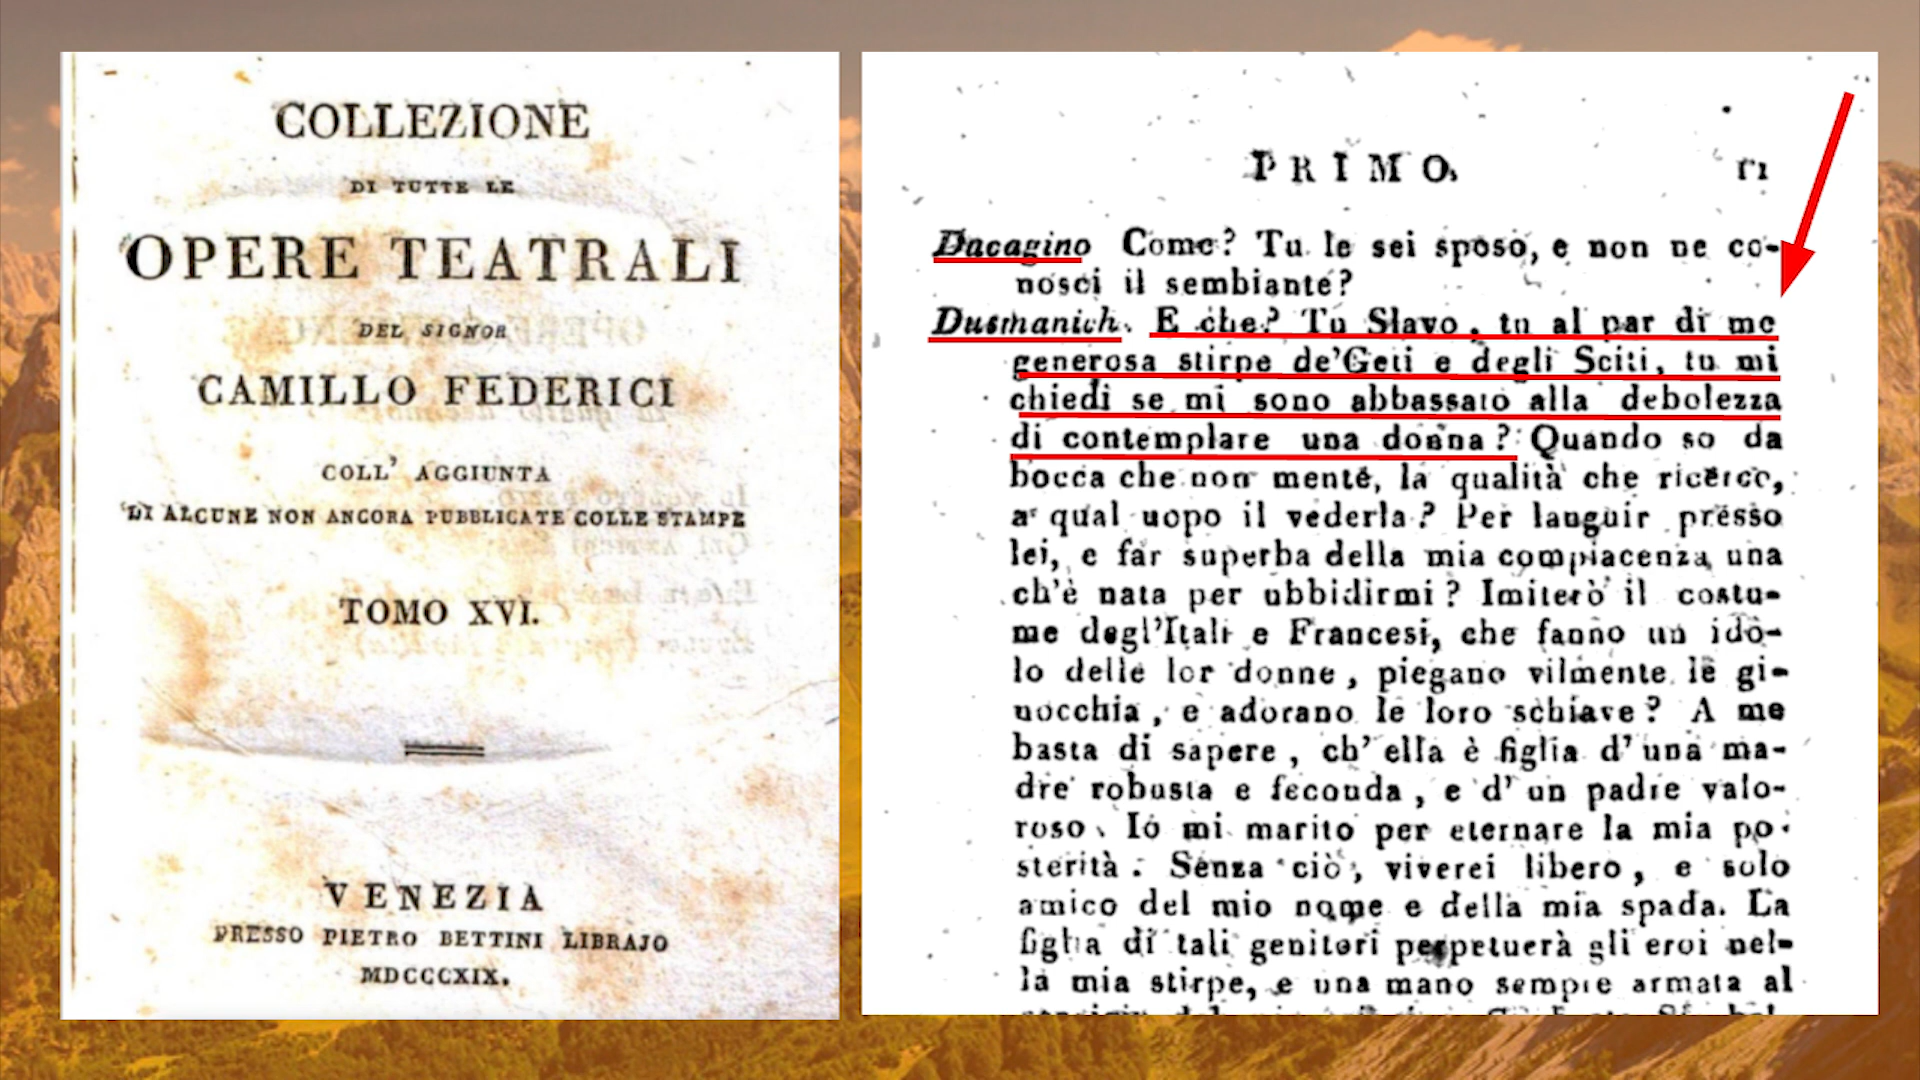 COLLEZIONE
DI TUTTE LE
OPERE TEATRALI
DEL SIGNOR
CAMILLO FEDERICI
COLL' AGGIUNTA
DI ALCUNE NON ANCORA PUBBLICATE COLLE STAMPE
TOMO XVI.
VENEZIA
PRESSO PIETRO BETTINI LIBRAJO
MDCCCXIX.
PRIMO.
Dacagino Come? Tu le sei sposo, e non ne co-
nosci il sembiante?
Dusmanich. E che? Tu Slavo, tu al par di me
generosa stirpe de'Geti e degli Sciti, tu mi
chiedi se mi sono abbassato alla debolezza
di contemplare una donna? Quando so da
bocca che non mente, la qualità che ricerco,
a qual uopo il vederla? Per languir presso
lei, e far superba della mia compiacenza una
ch'è nata per ubbidirmi? Imiterò il costu-
me degl'Itali e Francesi, che fanno un ido-
lo delle lor donne, piegano vilmente le gi-
nocchia, e adorano le loro schiave? A me
basta di sapere, ch'ella è figlia d'una ma-
dre robusta e feconda, e d'un padre valo-
roso. Io mi marito per eternare la mia po-
sterità. Senza ciò, viverei libero, e solo
amico del mio nome e della mia spada. La
figlia di tali genitori perpetuerà gli eroi nel-
la mia stirpe, e una mano sempre armata al